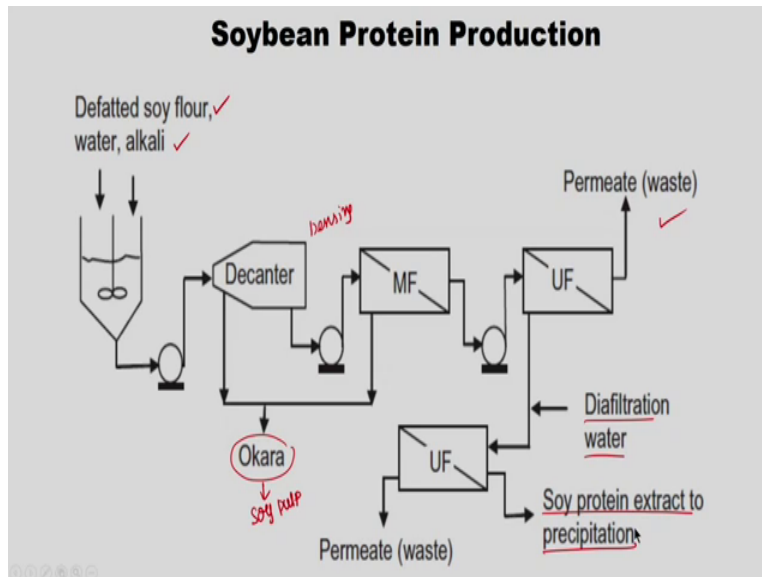 Soybean Protein Production
Defatted soy flour,
water, alkali
Permeate (waste)
Density
Decanter
MF
UF
Diafiltration
water
Okara
UF
soy pulp
Soy protein extract to
precipitation
Permeate (waste)